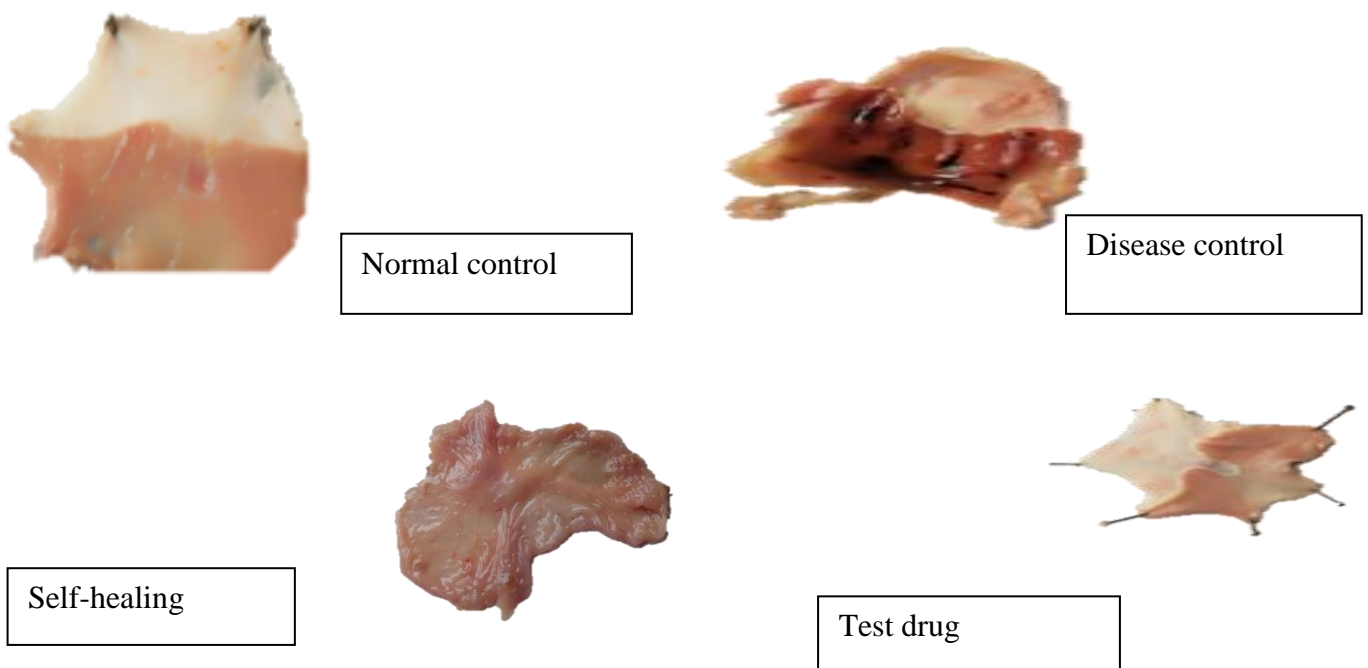 Normal control
Disease control
Self-healing
Test drug